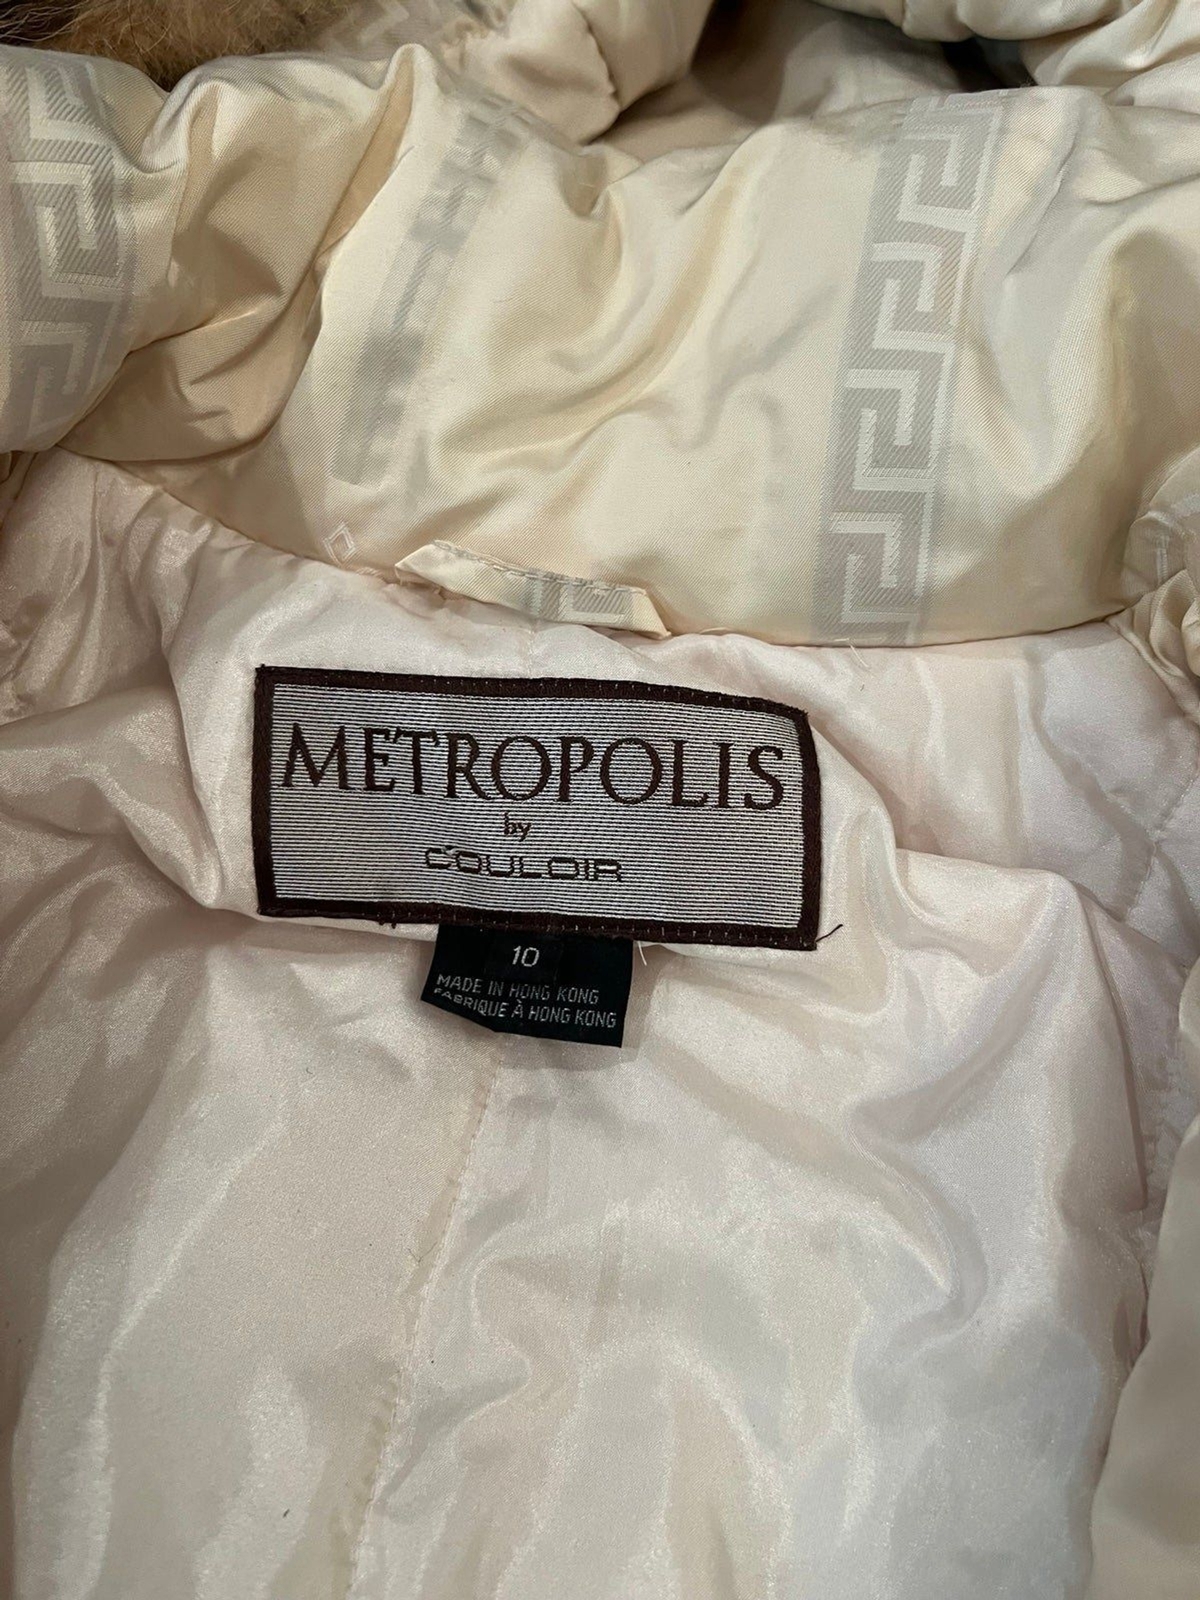 METROPOLIS
by
COULOIR
10
MADE IN HONG KONG
FABRIQUE À HONG KONG